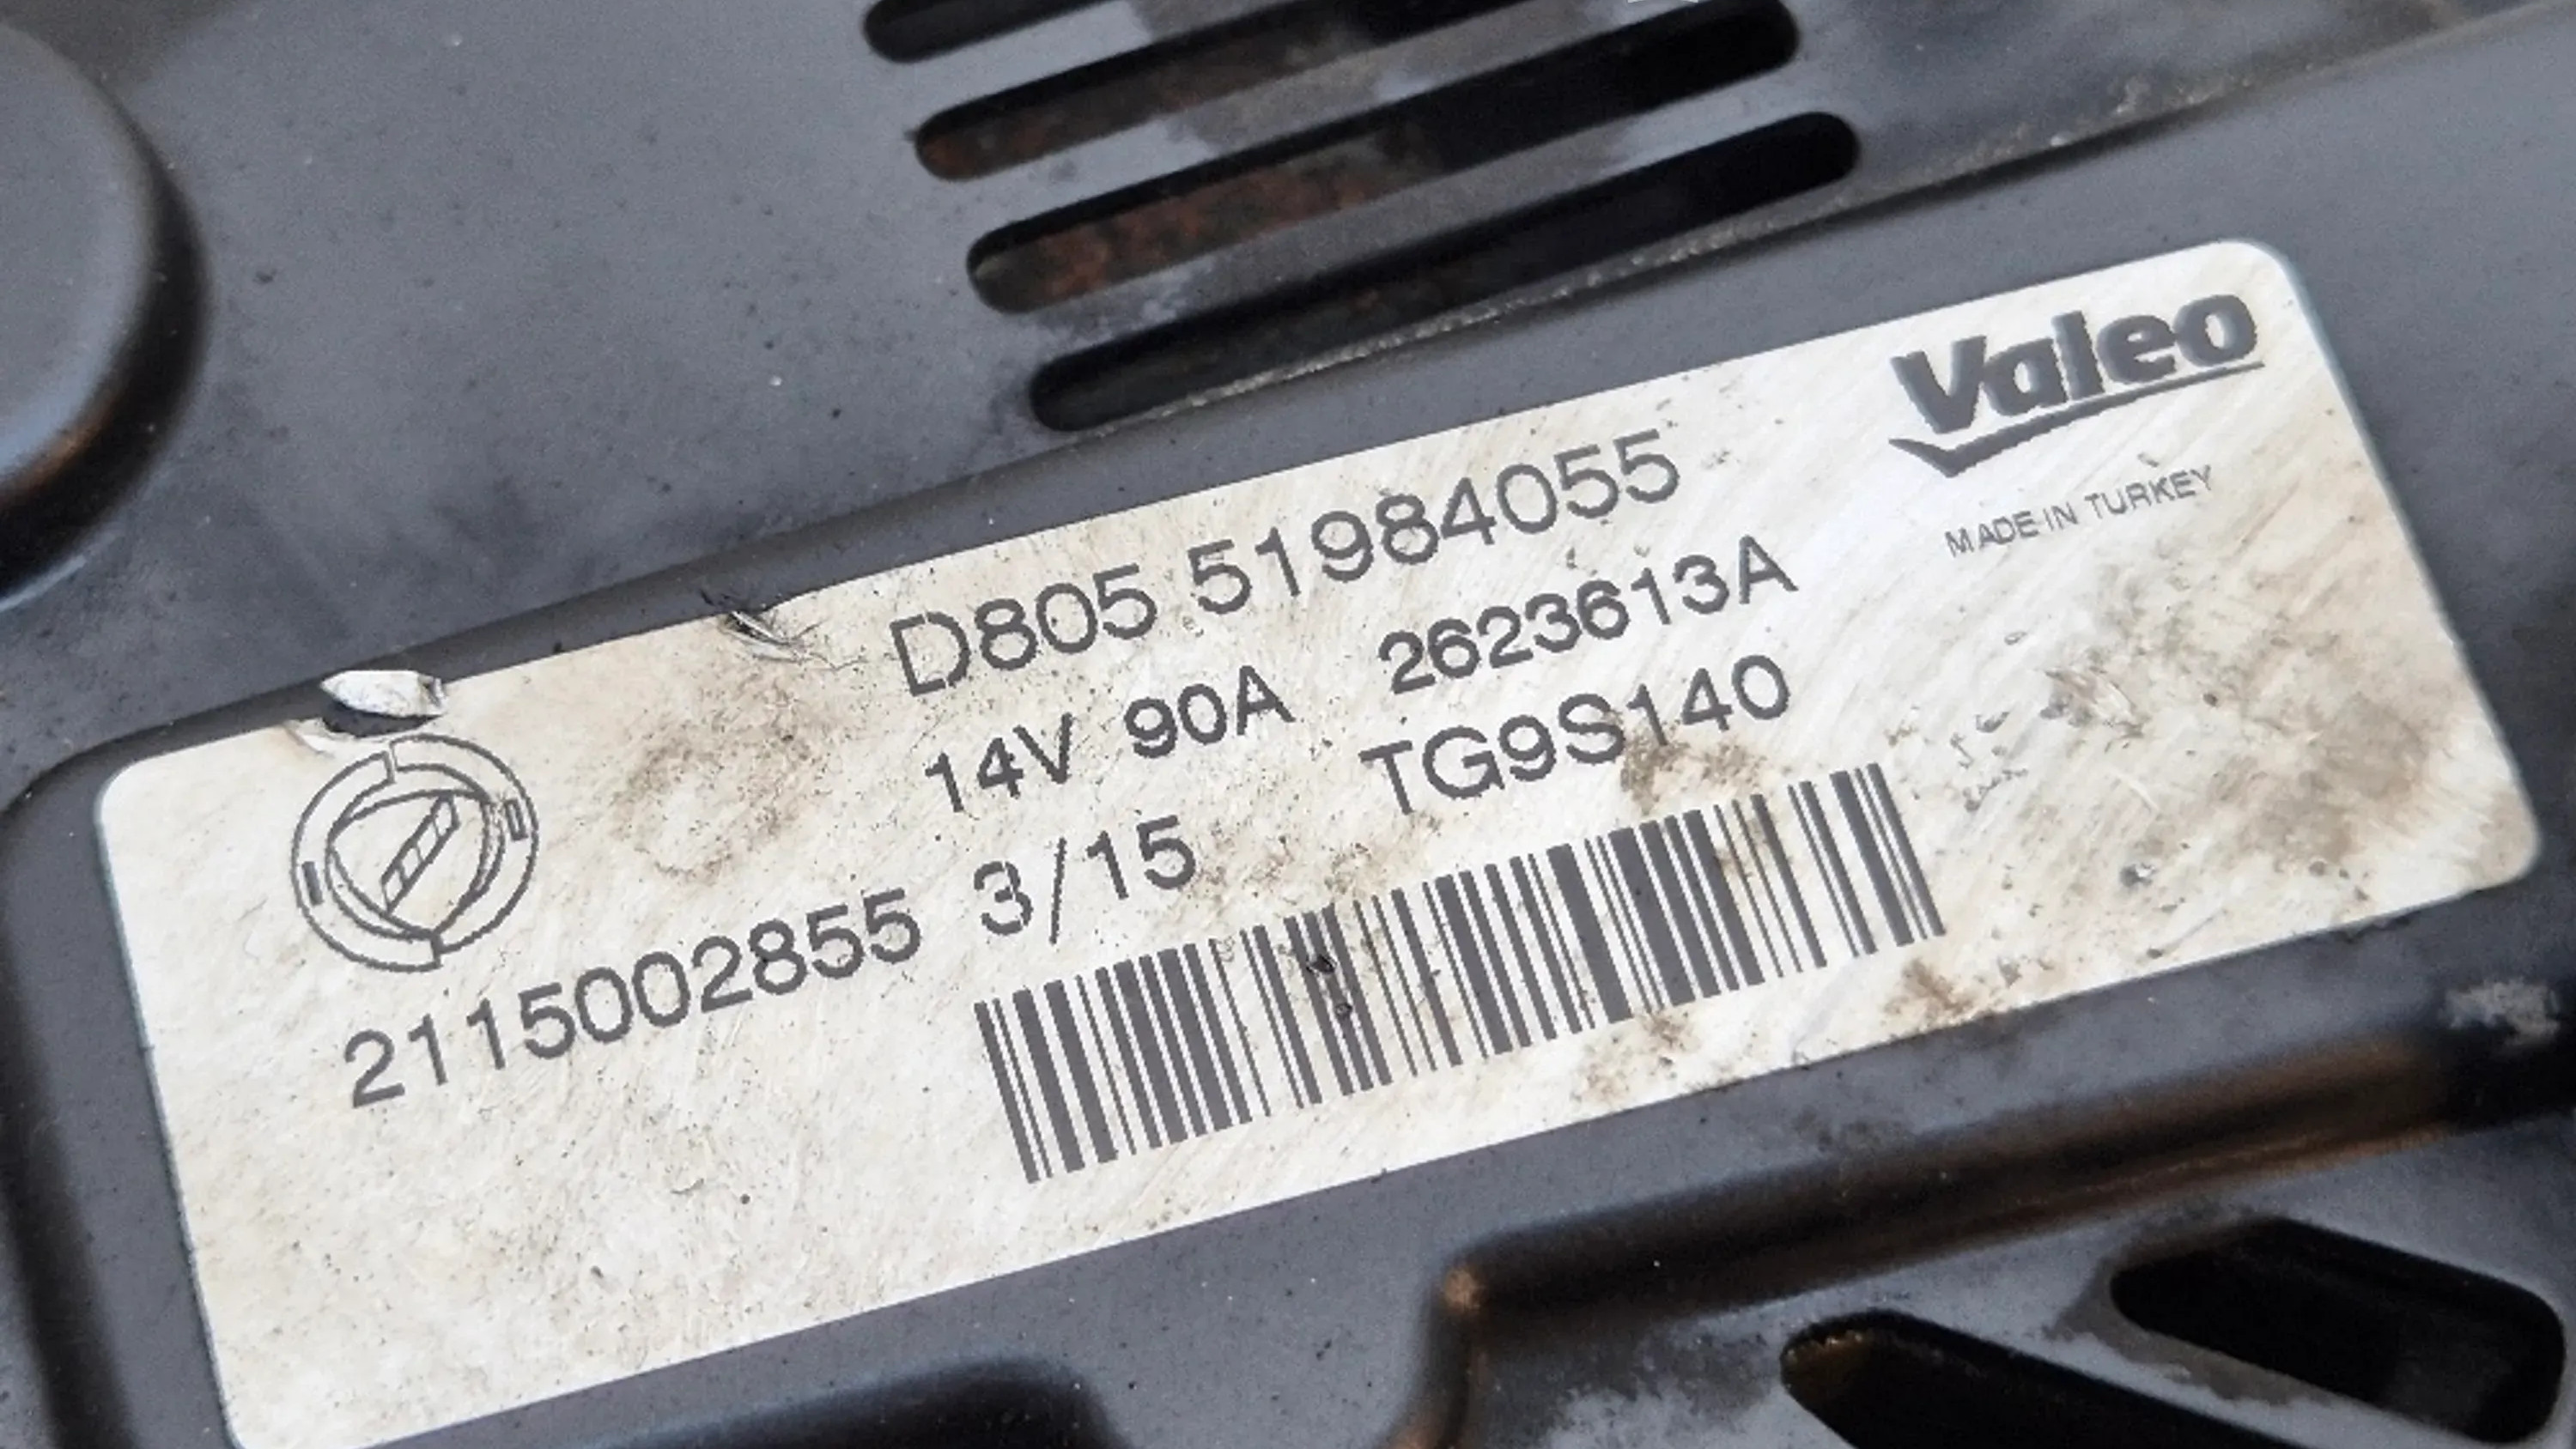 Valeo
MADE IN TURKEY
D805 51984055
14V 90A 2623613A
TG9S140
2115002855 3/15